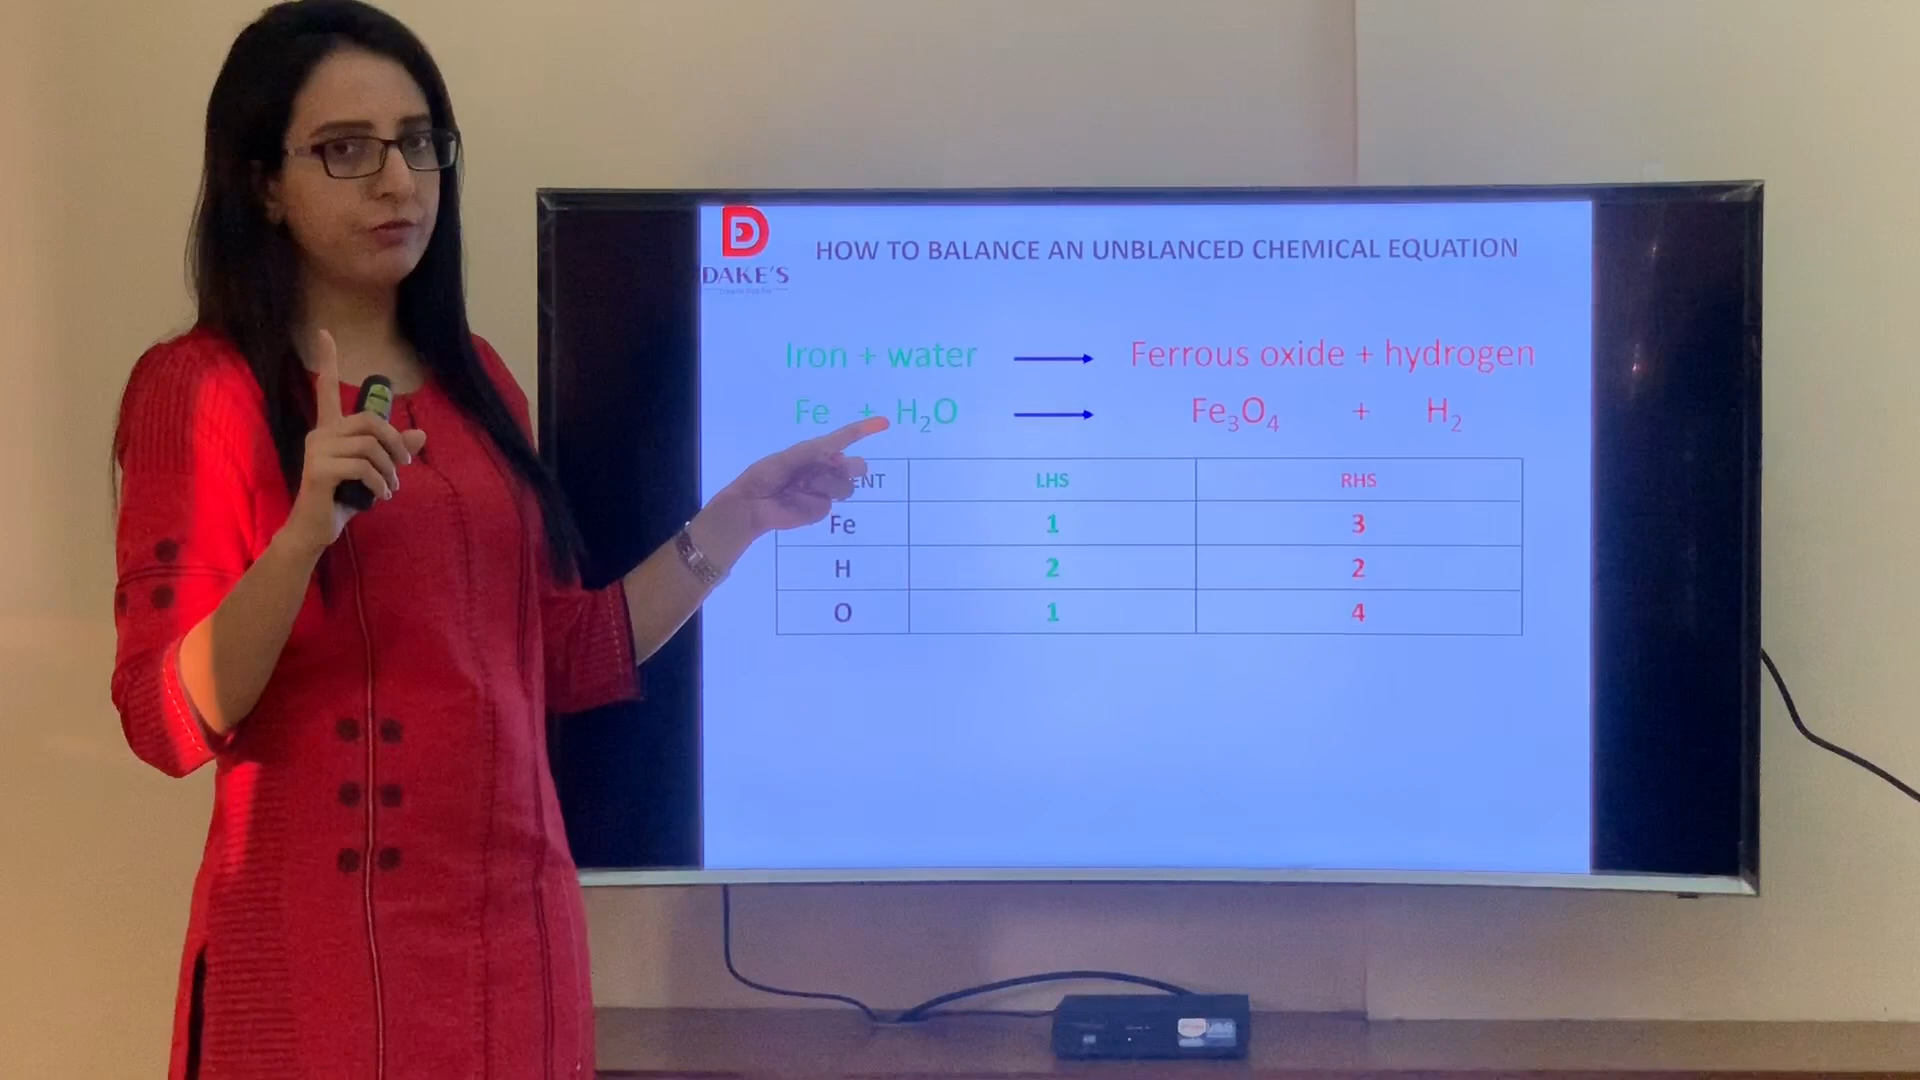 DAKE'S
HOW TO BALANCE AN UNBLANCED CHEMICAL EQUATION
Iron + water → Ferrous oxide + hydrogen
Fe + H₂O → Fe₃O₄ + H₂
ENT LHS RHS
Fe 1 3
H 2 2
O 1 4